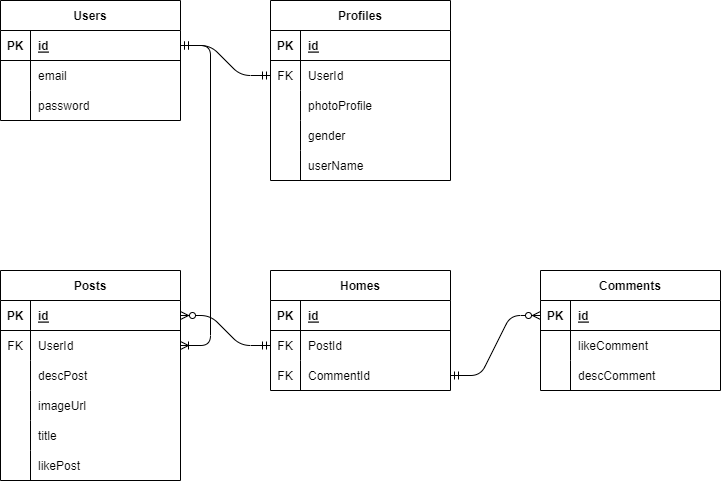 Users
PK id
email
password
Profiles
PK id
FK UserId
photoProfile
gender
userName
Posts
PK id
FK UserId
descPost
imageUrl
title
likePost
Homes
PK id
FK PostId
FK CommentId
Comments
PK id
likeComment
descComment